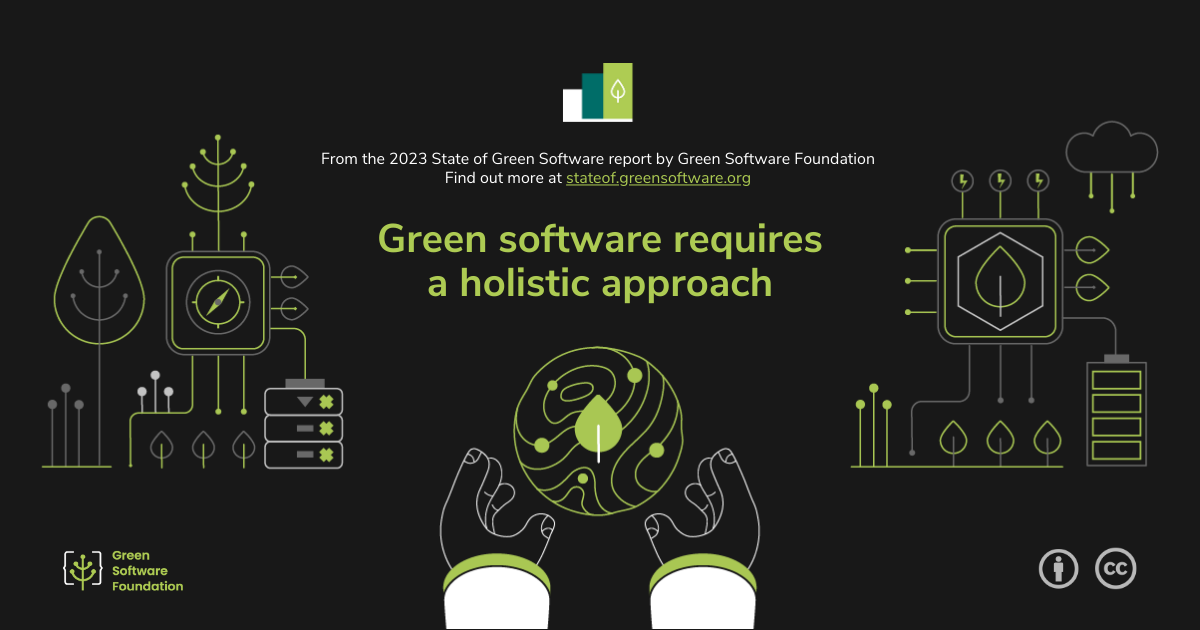 From the 2023 State of Green Software report by Green Software Foundation
Find out more at stateof.greensoftware.org
Green software requires
a holistic approach
Green
Software
Foundation
CC